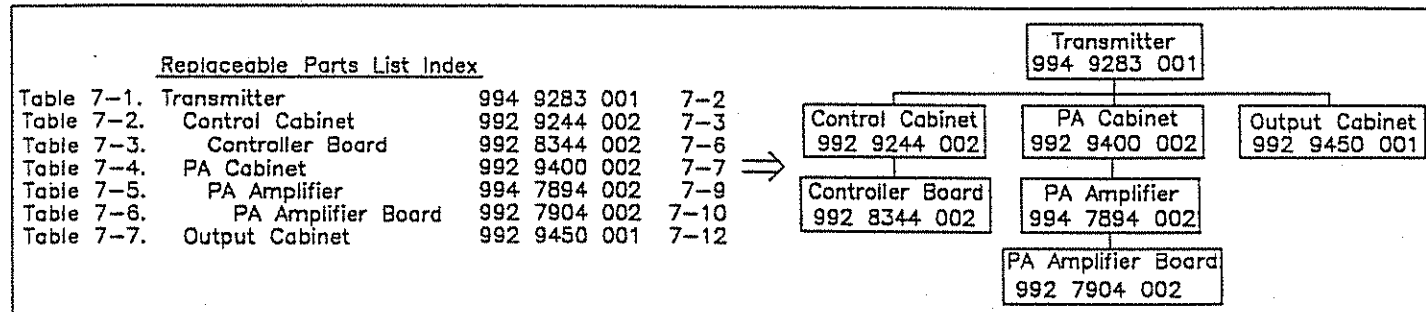 Replaceable Parts List Index
Table 7-1. Transmitter 994 9283 001 7-2
Table 7-2. Control Cabinet 992 9244 002 7-3
Table 7-3. Controller Board 992 8344 002 7-6
Table 7-4. PA Cabinet 992 9400 002 7-7
Table 7-5. PA Amplifier 994 7894 002 7-9
Table 7-6. PA Amplifier Board 992 7904 002 7-10
Table 7-7. Output Cabinet 992 9450 001 7-12
Transmitter
994 9283 001
Control Cabinet
992 9244 002
PA Cabinet
992 9400 002
Output Cabinet
992 9450 001
Controller Board
992 8344 002
PA Amplifier
994 7894 002
PA Amplifier Board
992 7904 002